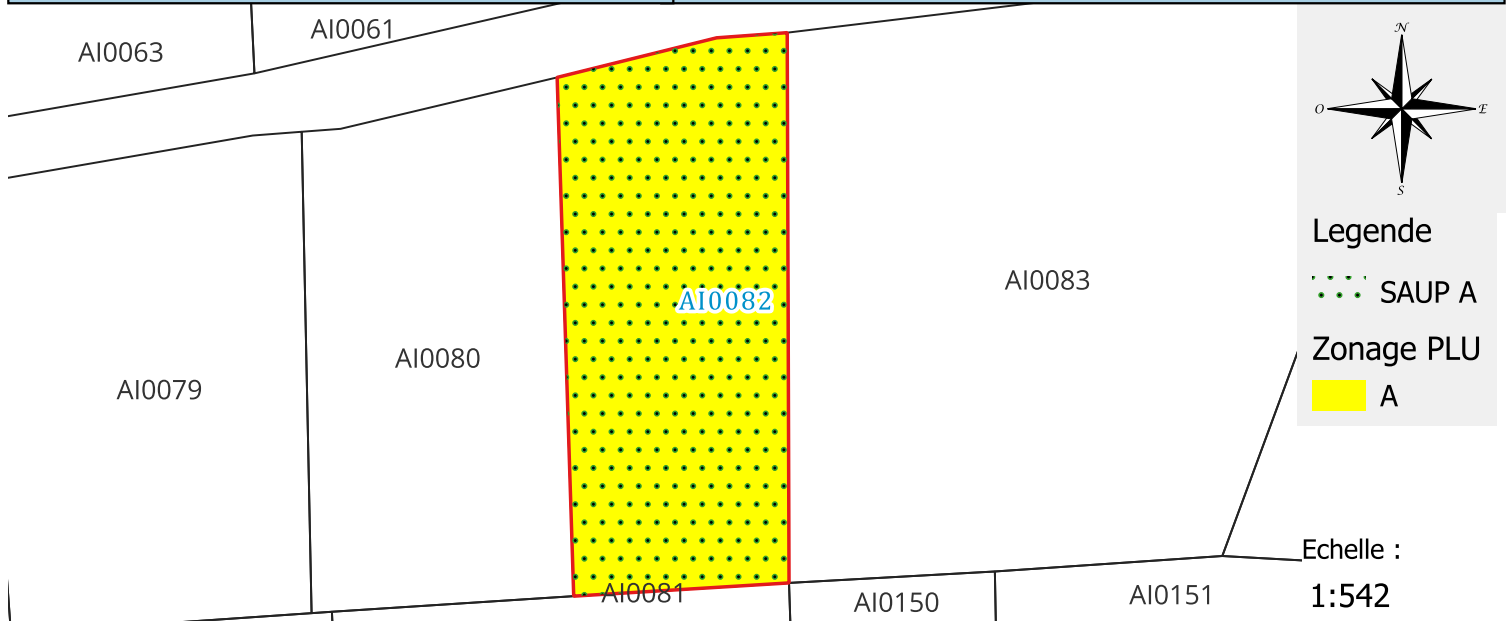 AI0063
AI0061
N
O
E
S
Legende
SAUP A
Zonage PLU
A
AI0083
AI0082
AI0080
AI0079
AI0081
AI0150
AI0151
Echelle :
1:542